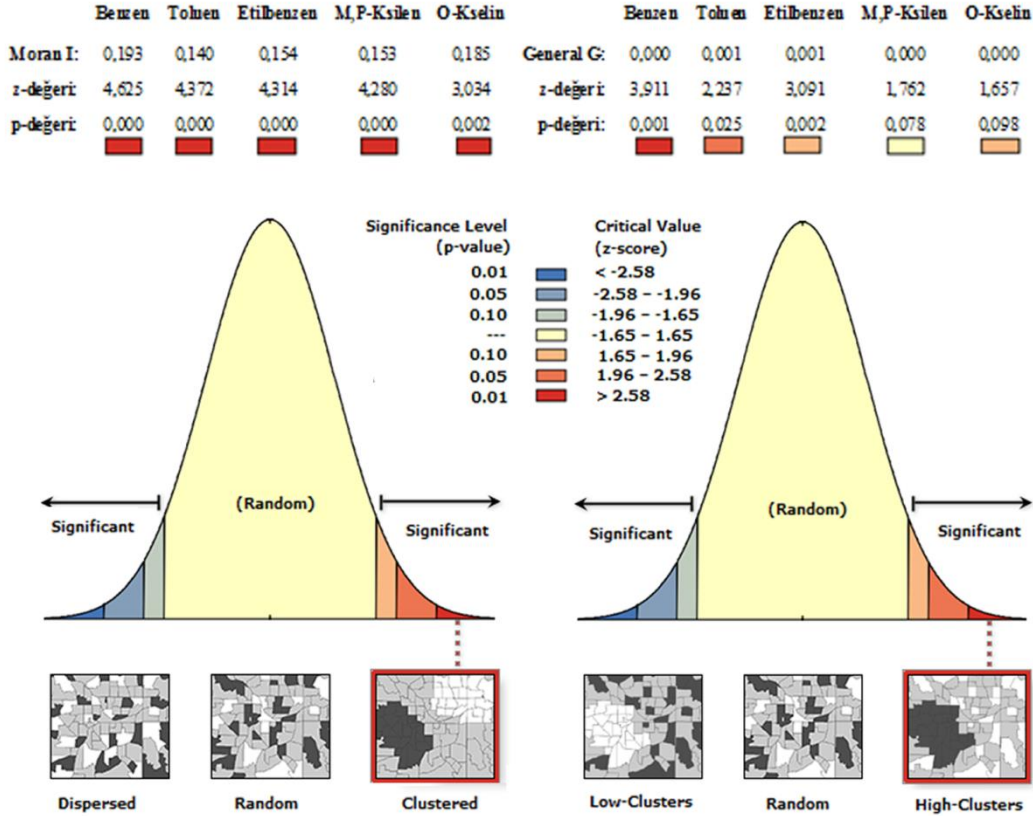 Benzen Toluen Etilbenzen M,P-Ksilen O-Kselin
Moran I: 0,193 0,140 0,154 0,153 0,185
z-değeri: 4,625 4,372 4,314 4,280 3,034
p-değeri: 0,000 0,000 0,000 0,000 0,002
Benzen Toluen Etilbenzen M,P-Ksilen O-Kselin
General G: 0,000 0,001 0,001 0,000 0,000
z-değeri: 3,911 2,237 3,091 1,762 1,657
p-değeri: 0,001 0,025 0,002 0,078 0,098
Significance Level Critical Value
(p-value) (z-score)
0.01 < -2.58
0.05 -2.58 – -1.96
0.10 -1.96 – -1.65
--- -1.65 – 1.65
0.10 1.65 – 1.96
0.05 1.96 – 2.58
0.01 > 2.58
Significant (Random) Significant
Significant (Random) Significant
Dispersed Random Clustered
Low-Clusters Random High-Clusters